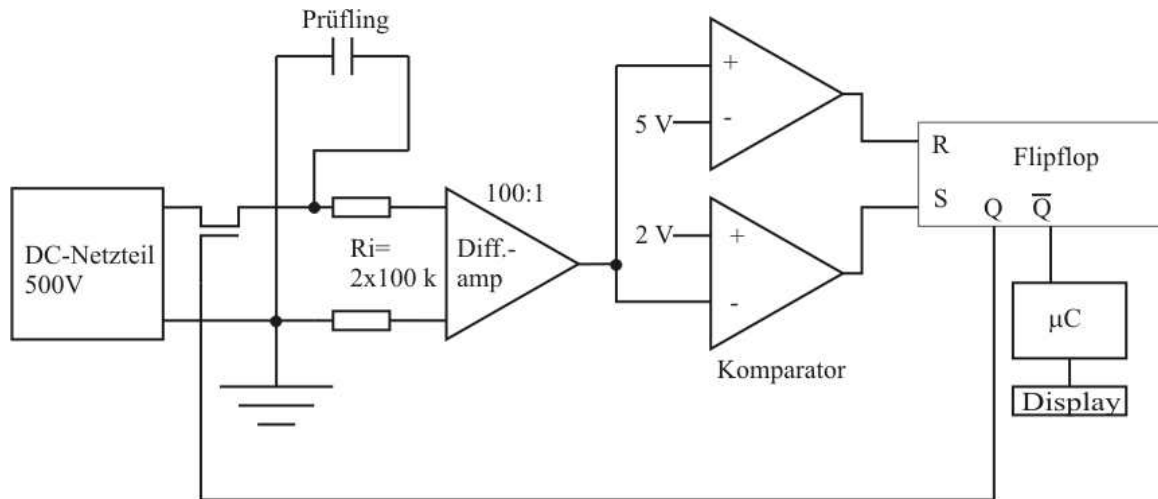 Prüfling
DC-Netzteil
500V
Ri=
2x100 k
100:1
Diff.-
amp
+
5 V
-
2 V
+
-
Komparator
R
S
Flipflop
Q
Q̅
µC
Display